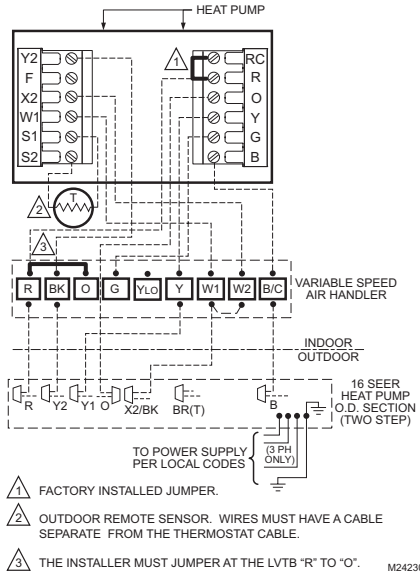 HEAT PUMP
Y2
F
X2
W1
S1
S2
1
RC
R
O
Y
G
B
2
T
3
R BK O G YLO Y W1 W2 B/C
VARIABLE SPEED
AIR HANDLER
INDOOR
OUTDOOR
R Y2 Y1 O X2/BK BR(T) B
16 SEER
HEAT PUMP
O.D. SECTION
(TWO STEP)
TO POWER SUPPLY
PER LOCAL CODES
(3 PH
ONLY)
1 FACTORY INSTALLED JUMPER.
2 OUTDOOR REMOTE SENSOR. WIRES MUST HAVE A CABLE
SEPARATE FROM THE THERMOSTAT CABLE.
3 THE INSTALLER MUST JUMPER AT THE LVTB "R" TO "O".